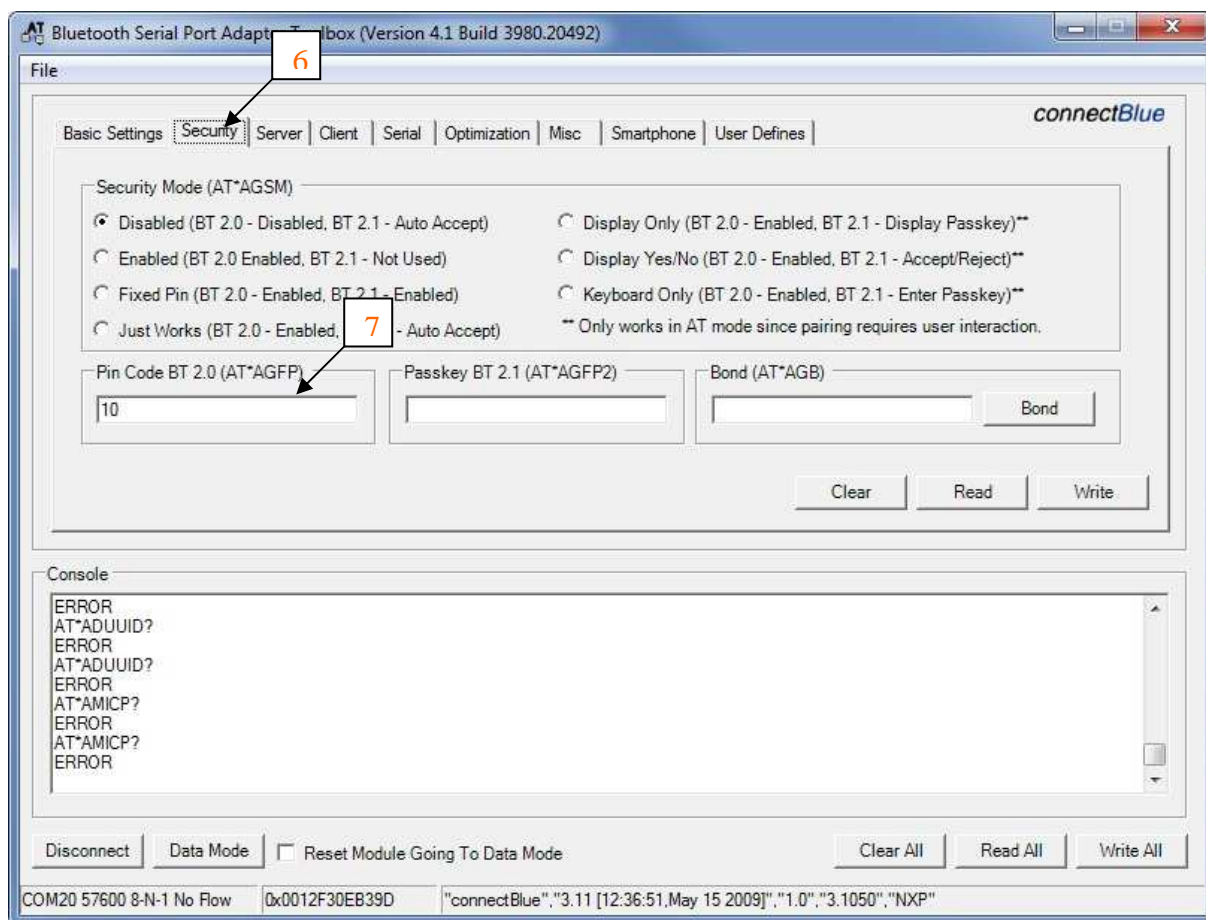 Bluetooth Serial Port Adapter Toolbox (Version 4.1 Build 3980.20492)
6
File
connectBlue
Basic Settings Security Server Client Serial Optimization Misc Smartphone User Defines
Security Mode (AT*AGSM)
Disabled (BT 2.0 - Disabled, BT 2.1 - Auto Accept) Display Only (BT 2.0 - Enabled, BT 2.1 - Display Passkey)**
Enabled (BT 2.0 Enabled, BT 2.1 - Not Used) Display Yes/No (BT 2.0 - Enabled, BT 2.1 - Accept/Reject)**
Fixed Pin (BT 2.0 - Enabled, BT 2.1 - Enabled) Keyboard Only (BT 2.0 - Enabled, BT 2.1 - Enter Passkey)**
Just Works (BT 2.0 - Enabled, - Auto Accept) ** Only works in AT mode since pairing requires user interaction.
7
Pin Code BT 2.0 (AT*AGFP) Passkey BT 2.1 (AT*AGFP2) Bond (AT*AGB)
10 Bond
Clear Read Write
Console
ERROR
AT*ADUUID?
ERROR
AT*ADUUID?
ERROR
AT*AMICP?
ERROR
AT*AMICP?
ERROR
Disconnect Data Mode Reset Module Going To Data Mode Clear All Read All Write All
COM20 57600 8-N-1 No Flow 0x0012F30EB39D "connectBlue","3.11 [12:36:51,May 15 2009]","1.0","3.1050","NXP"